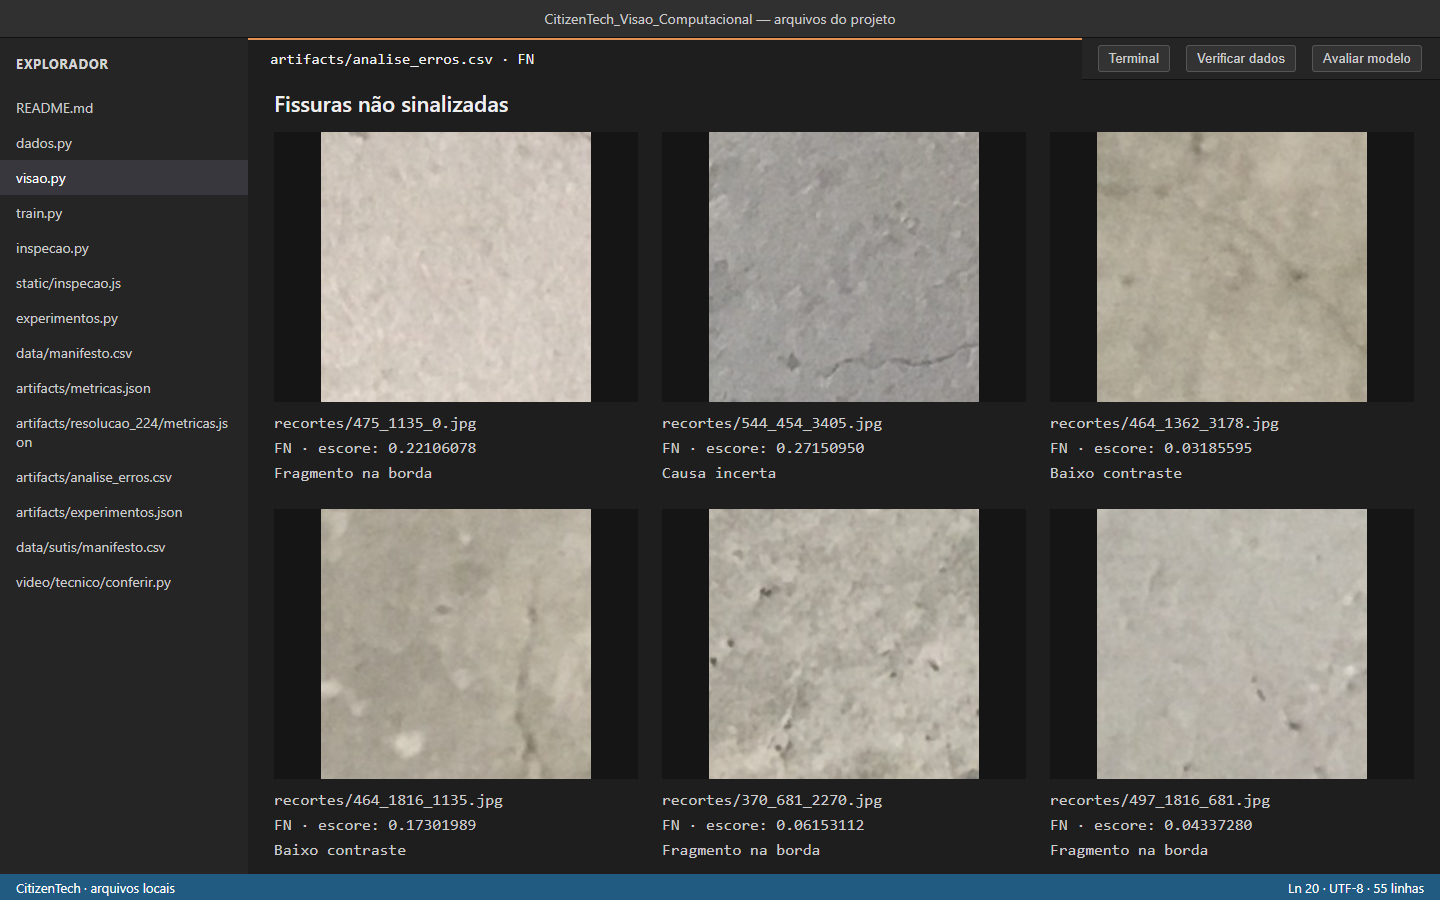 CitizenTech_Visao_Computacional — arquivos do projeto
EXPLORADOR
README.md
dados.py
visao.py
train.py
inspecao.py
static/inspecao.js
experimentos.py
data/manifesto.csv
artifacts/metricas.json
artifacts/resolucao_224/metricas.js
on
artifacts/analise_erros.csv
artifacts/experimentos.json
data/sutis/manifesto.csv
video/tecnico/conferir.py
artifacts/analise_erros.csv · FN
Terminal
Verificar dados
Avaliar modelo
Fissuras não sinalizadas
recortes/475_1135_0.jpg
FN · escore: 0.22106078
Fragmento na borda
recortes/544_454_3405.jpg
FN · escore: 0.27150950
Causa incerta
recortes/464_1362_3178.jpg
FN · escore: 0.03185595
Baixo contraste
recortes/464_1816_1135.jpg
FN · escore: 0.17301989
Baixo contraste
recortes/370_681_2270.jpg
FN · escore: 0.06153112
Fragmento na borda
recortes/497_1816_681.jpg
FN · escore: 0.04337280
Fragmento na borda
CitizenTech · arquivos locais
Ln 20 · UTF-8 · 55 linhas